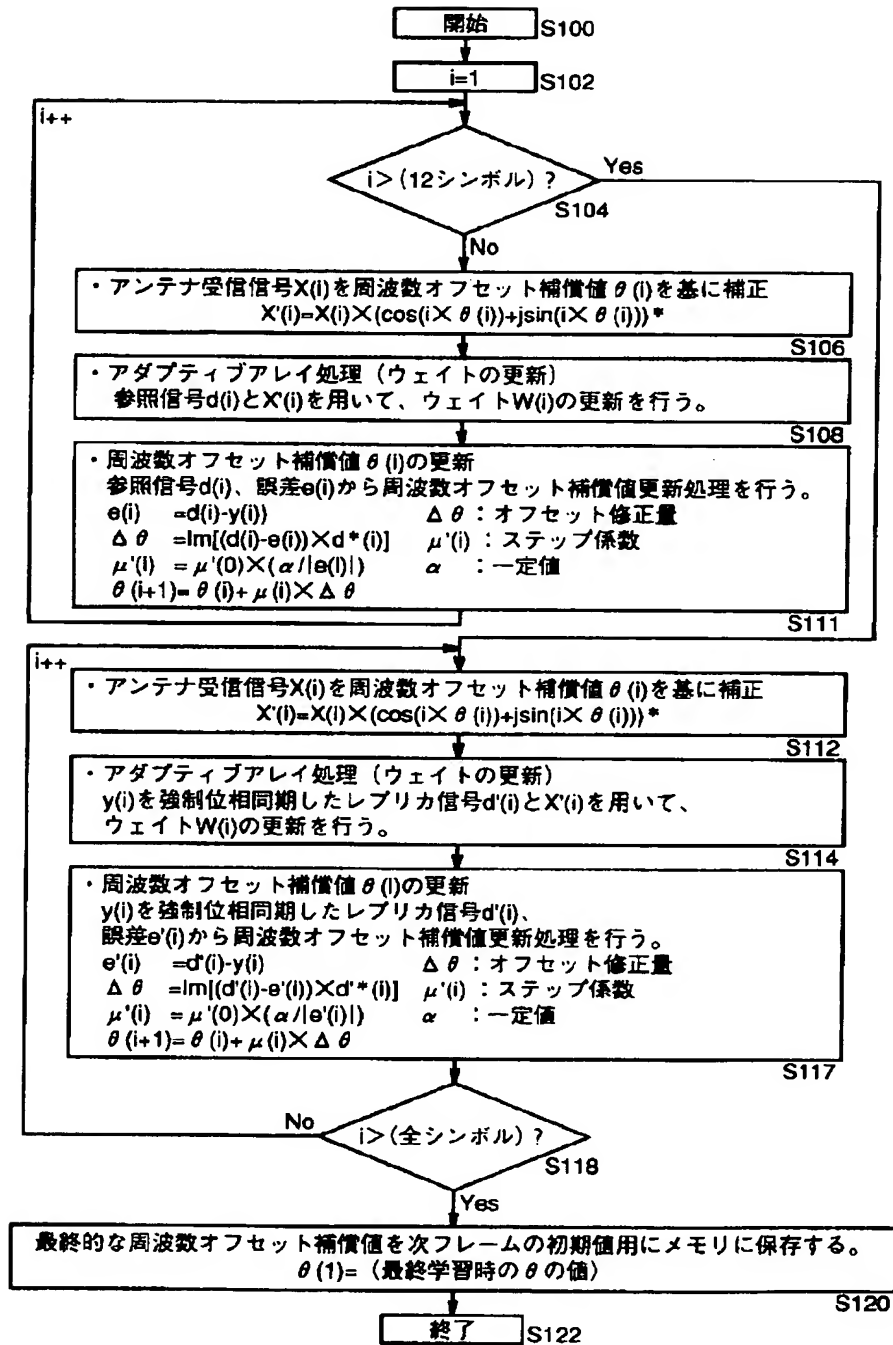 開始
S100
i=1
S102
i++
i>(12シンボル)?
Yes
S104
No
・アンテナ受信信号X(i)を周波数オフセット補償値θ(i)を基に補正
X'(i)=X(i)×(cos(i×θ(i))+jsin(i×θ(i)))*
S106
・アダプティブアレイ処理(ウェイトの更新)
参照信号d(i)とX'(i)を用いて、ウェイトW(i)の更新を行う。
S108
・周波数オフセット補償値θ(i)の更新
参照信号d(i)、誤差e(i)から周波数オフセット補償値更新処理を行う。
e(i) =d(i)-y(i)) Δθ:オフセット修正量
Δθ =Im[(d(i)-e(i))×d*(i)] μ'(i):ステップ係数
μ'(i) =μ'(0)×(α/|e(i)|) α :一定値
θ(i+1)=θ(i)+μ(i)×Δθ
S111
i++
・アンテナ受信信号X(i)を周波数オフセット補償値θ(i)を基に補正
X'(i)=X(i)×(cos(i×θ(i))+jsin(i×θ(i)))*
S112
・アダプティブアレイ処理(ウェイトの更新)
y(i)を強制位相同期したレプリカ信号d'(i)とX'(i)を用いて、
ウェイトW(i)の更新を行う。
S114
・周波数オフセット補償値θ(i)の更新
y(i)を強制位相同期したレプリカ信号d'(i)、
誤差e'(i)から周波数オフセット補償値更新処理を行う。
e'(i) =d'(i)-y(i) Δθ:オフセット修正量
Δθ =Im[(d'(i)-e'(i))×d'*(i)] μ'(i):ステップ係数
μ'(i) =μ'(0)×(α/|e'(i)|) α :一定値
θ(i+1)=θ(i)+μ(i)×Δθ
S117
No
i>(全シンボル)?
S118
Yes
最終的な周波数オフセット補償値を次フレームの初期値用にメモリに保存する。
θ(1)=(最終学習時のθの値)
S120
終了
S122